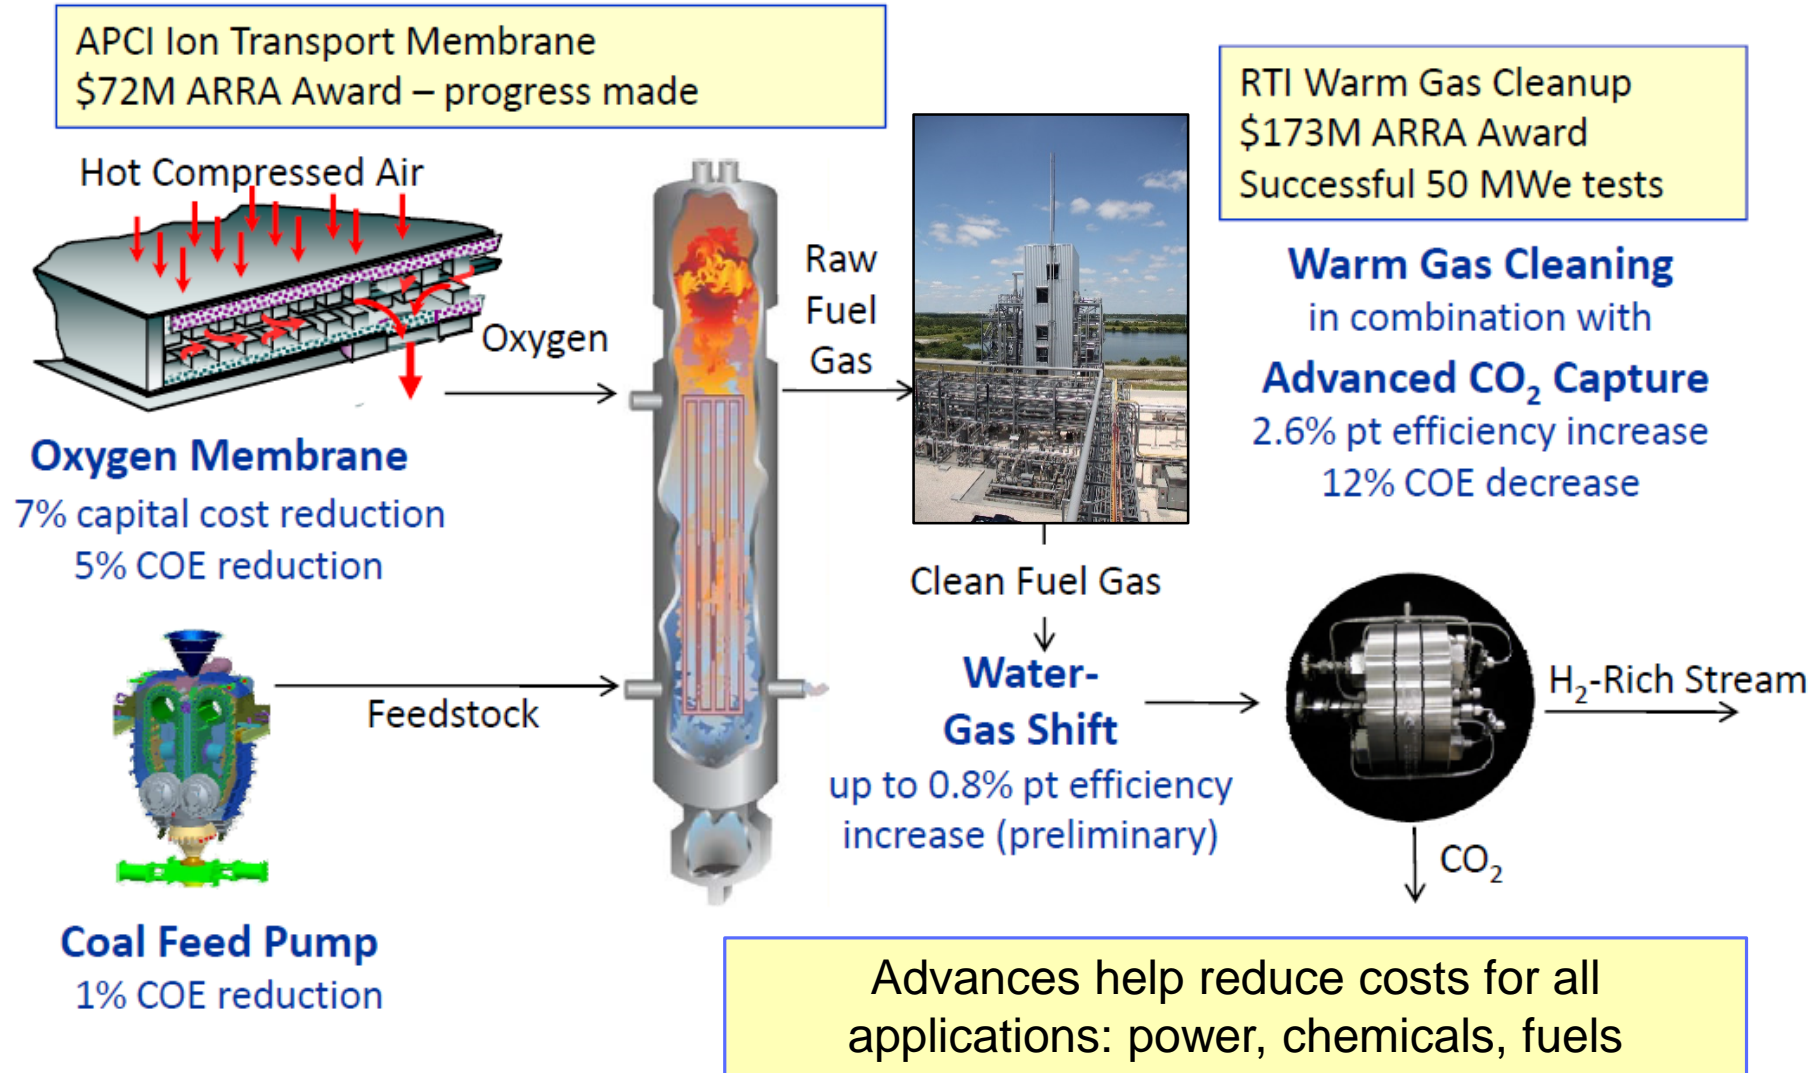 APCI Ion Transport Membrane
$72M ARRA Award – progress made
RTI Warm Gas Cleanup
$173M ARRA Award
Successful 50 MWe tests
Hot Compressed Air
Oxygen
Raw
Fuel
Gas
Warm Gas Cleaning
in combination with
Advanced CO₂ Capture
2.6% pt efficiency increase
12% COE decrease
Oxygen Membrane
7% capital cost reduction
5% COE reduction
Feedstock
Clean Fuel Gas
Water-
Gas Shift
up to 0.8% pt efficiency
increase (preliminary)
H₂-Rich Stream
CO₂
Coal Feed Pump
1% COE reduction
Advances help reduce costs for all
applications: power, chemicals, fuels